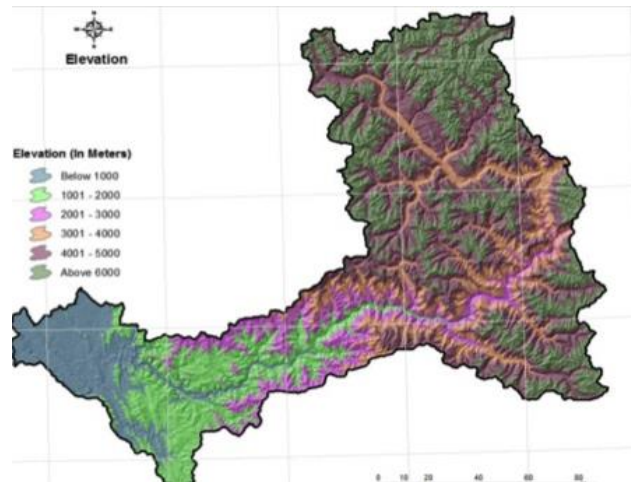 Elevation
Elevation (In Meters)
Below 1000
1001 - 2000
2001 - 3000
3001 - 4000
4001 - 5000
Above 6000
0 10 20 40 60 80